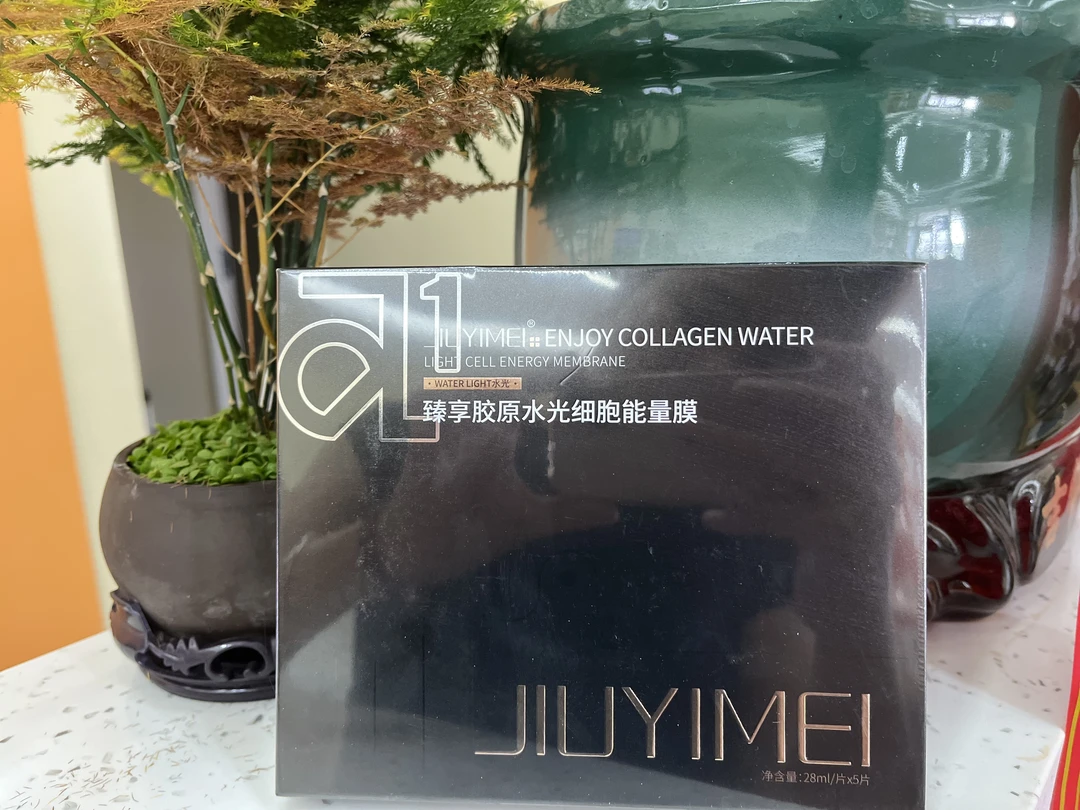 a1
JIUYIMEI® ENJOY COLLAGEN WATER
LIGHT CELL ENERGY MEMBRANE
• WATER LIGHT水光 •
臻享胶原水光细胞能量膜
JIUYIMEI
净含量:28ml/片x5片